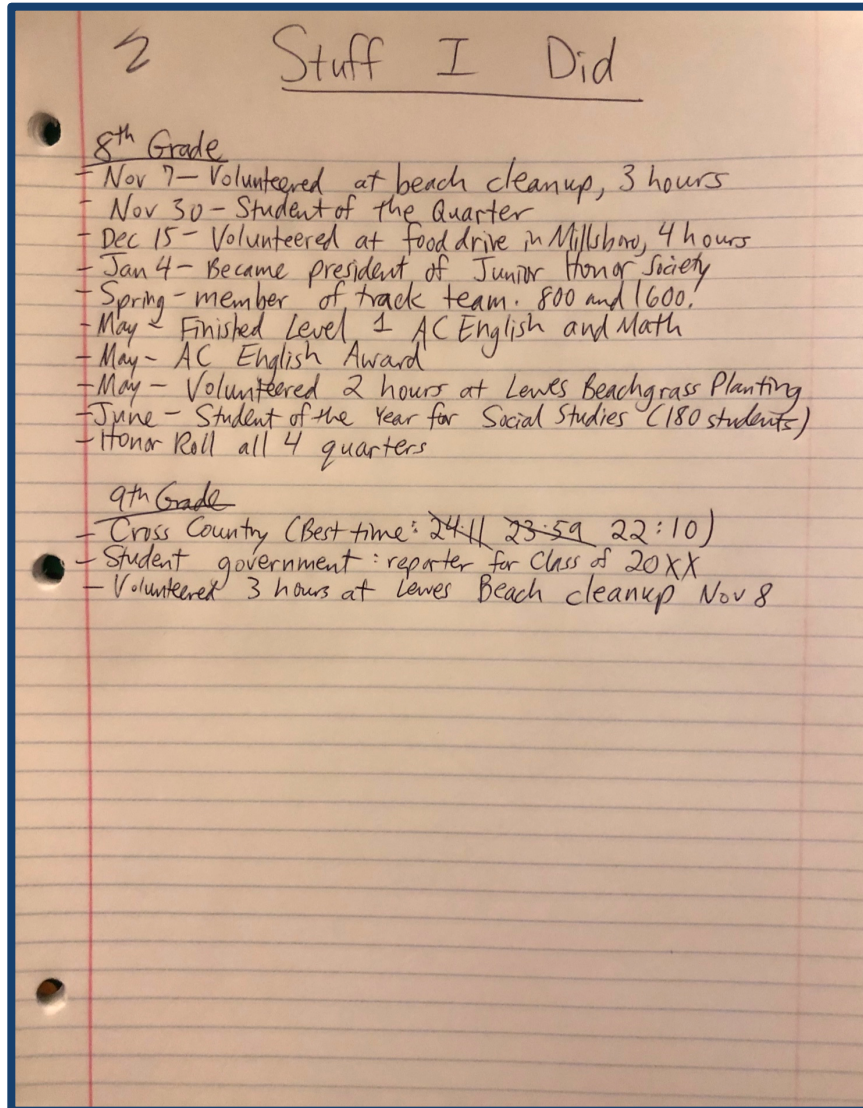 2 Stuff I Did
8th Grade
- Nov 7 - Volunteered at beach cleanup, 3 hours
- Nov 30 - Student of the Quarter
- Dec 15 - Volunteered at food drive in Millsboro, 4 hours
- Jan 4 - Became president of Junior Honor Society
- Spring - member of track team. 800 and 1600!
- May - Finished Level 1 AC English and Math
- May - AC English Award
- May - Volunteered 2 hours at Lewes Beachgrass Planting
- June - Student of the Year for Social Studies (180 students)
- Honor Roll all 4 quarters
9th Grade
- Cross Country (Best time: 24:11 23:59 22:10)
- Student government: reporter for Class of 20XX
- Volunteered 3 hours at Lewes Beach cleanup Nov 8